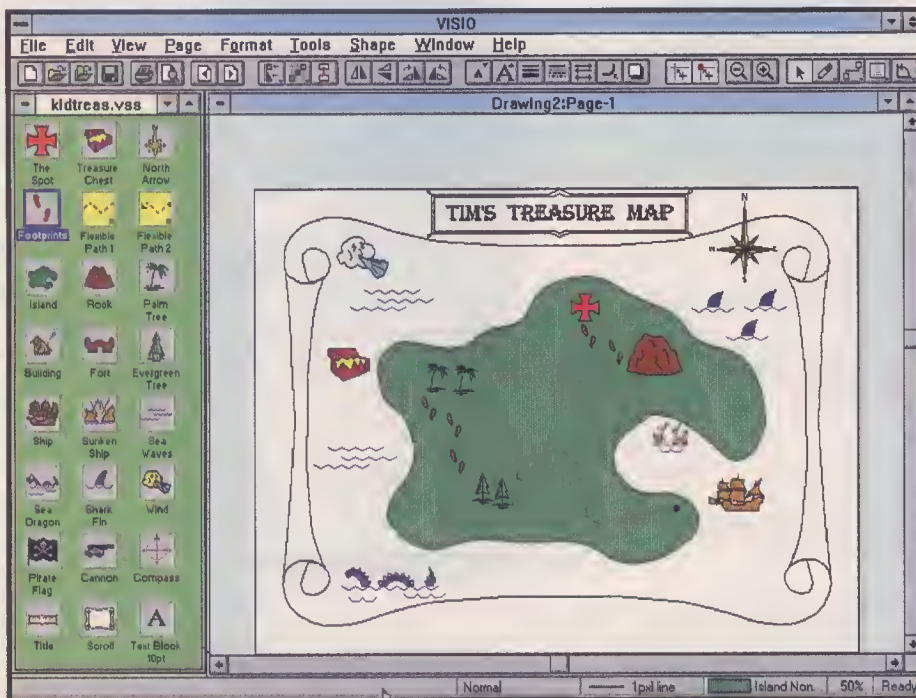 VISIO
File Edit View Page Format Tools Shape Window Help
kidtreas.vss
Drawing2:Page-1
The Spot
Treasure Chest
North Arrow
Footprints
Flexible Path 1
Flexible Path 2
Island
Rook
Palm Tree
Building
Fort
Evergreen Tree
Ship
Sunken Ship
Sea Waves
Sea Dragon
Shark Fin
Wind
Pirate Flag
Cannon
Compass
Title
Scroll
A
Text Block 10pt
TIM'S TREASURE MAP
N
Normal
1pxl line
Island Non.
50%
Ready